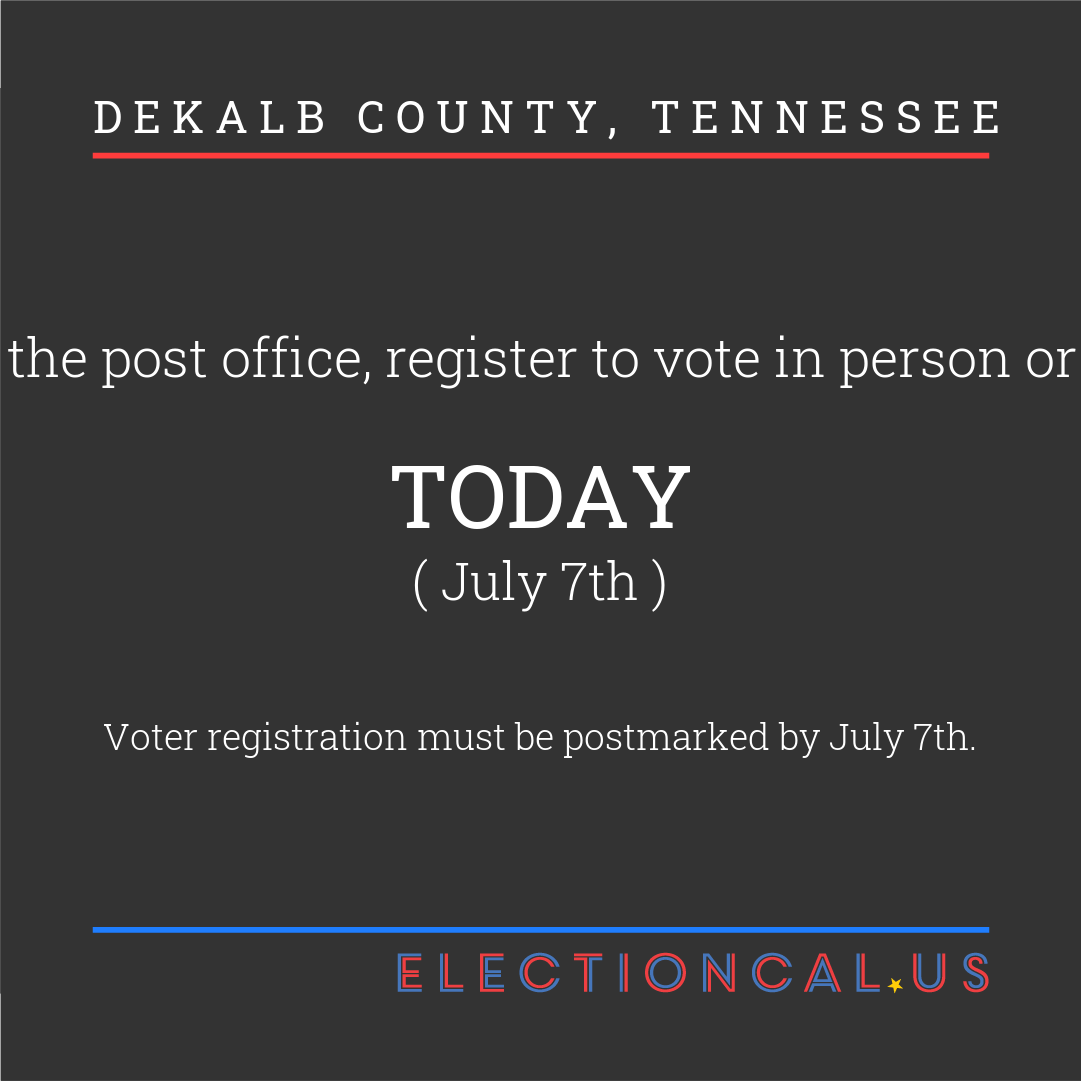 DEKALB COUNTY, TENNESSEE
the post office, register to vote in person or
TODAY
( July 7th )
Voter registration must be postmarked by July 7th.
ELECTIONCAL.US